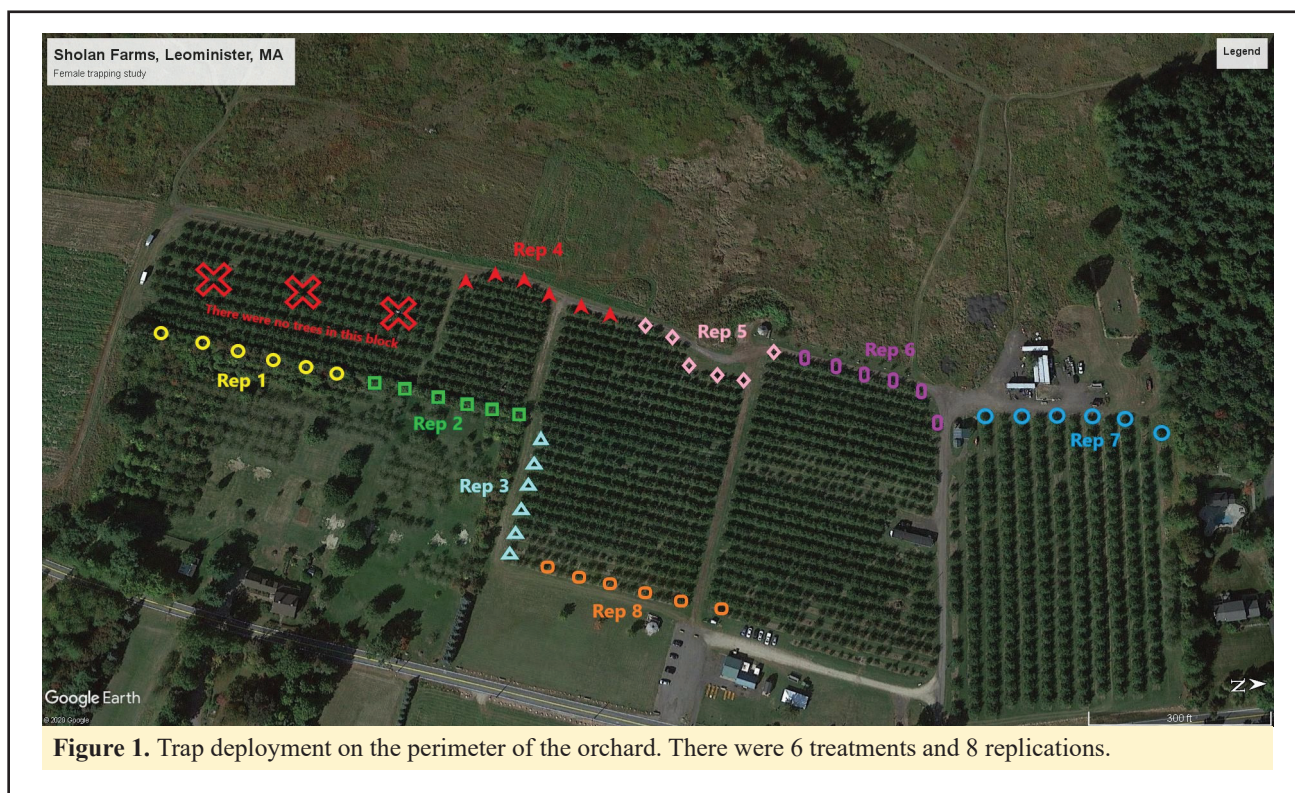 Sholan Farms, Leominister, MA
Female trapping study
Legend
Rep 4
There were no trees in this block
Rep 5
Rep 6
Rep 1
Rep 2
Rep 7
Rep 3
Rep 8
Google Earth
© 2020 Google
N
300 ft
Figure 1. Trap deployment on the perimeter of the orchard. There were 6 treatments and 8 replications.